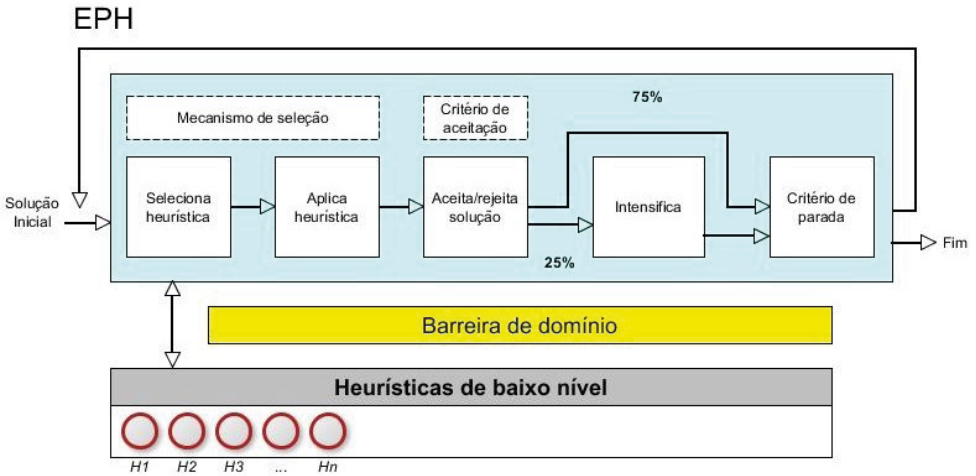 EPH
75%
Mecanismo de seleção
Critério de
aceitação
Solução
Inicial
Seleciona
heurística
Aplica
heurística
Aceita/rejeita
solução
Intensifica
Critério de
parada
Fim
25%
Barreira de domínio
Heurísticas de baixo nível
H1 H2 H3 ... Hn